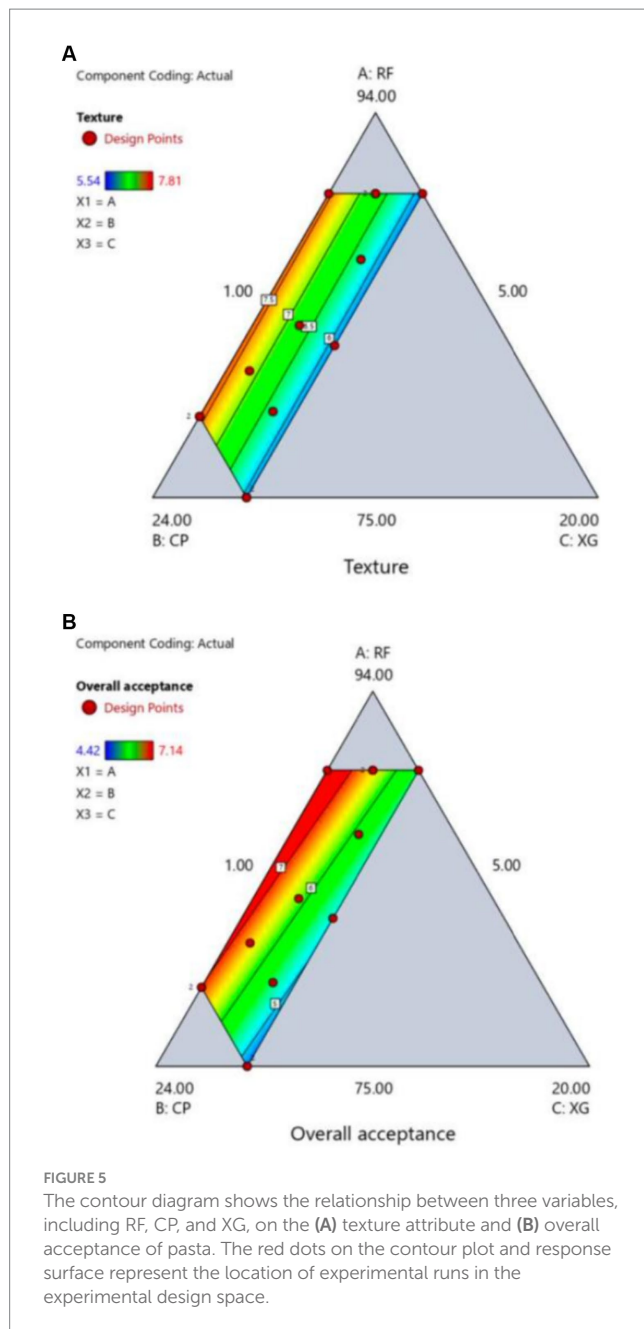 A
Component Coding: Actual
A: RF
94.00
Texture
Design Points
5.54 7.81
X1 = A
X2 = B
X3 = C
2
1.00
5.00
7.5
7
6.5
6
2
24.00
75.00
20.00
B: CP
C: XG
Texture
B
Component Coding: Actual
A: RF
94.00
Overall acceptance
Design Points
4.42 7.14
X1 = A
X2 = B
X3 = C
1.00
5.00
7
6
2
5
24.00
75.00
20.00
B: CP
C: XG
Overall acceptance
FIGURE 5
The contour diagram shows the relationship between three variables,
including RF, CP, and XG, on the (A) texture attribute and (B) overall
acceptance of pasta. The red dots on the contour plot and response
surface represent the location of experimental runs in the
experimental design space.